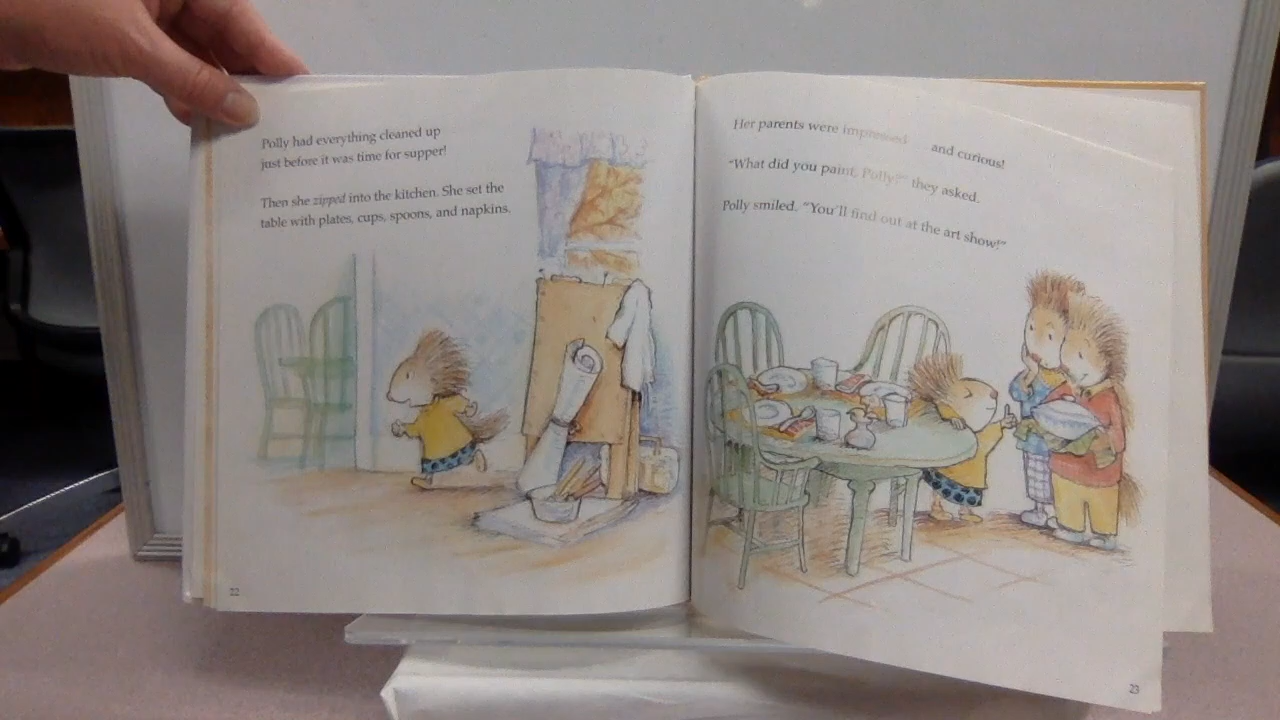 Polly had everything cleaned up
just before it was time for supper!
Then she zipped into the kitchen. She set the
table with plates, cups, spoons, and napkins.
22
Her parents were impressed and curious!
"What did you paint, Polly?" they asked.
Polly smiled. "You'll find out at the art show!"
23